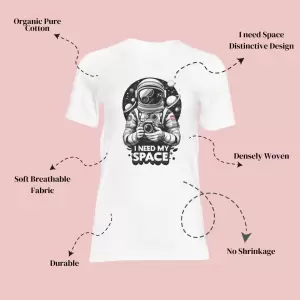 Organic Pure
Cotton
I need Space
Distinctive Design
I NEED MY
SPACE
Densely Woven
Soft Breathable
Fabric
No Shrinkage
Durable